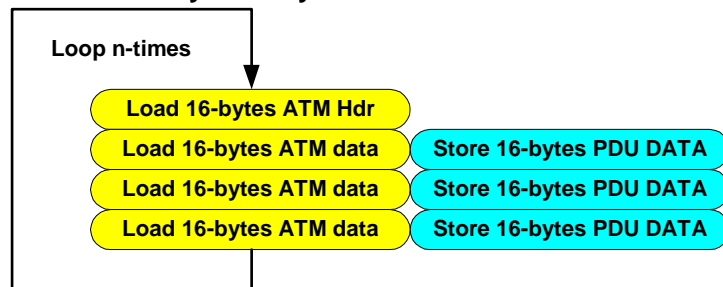 Loop n-times
Load 16-bytes ATM Hdr
Load 16-bytes ATM data Store 16-bytes PDU DATA
Load 16-bytes ATM data Store 16-bytes PDU DATA
Load 16-bytes ATM data Store 16-bytes PDU DATA